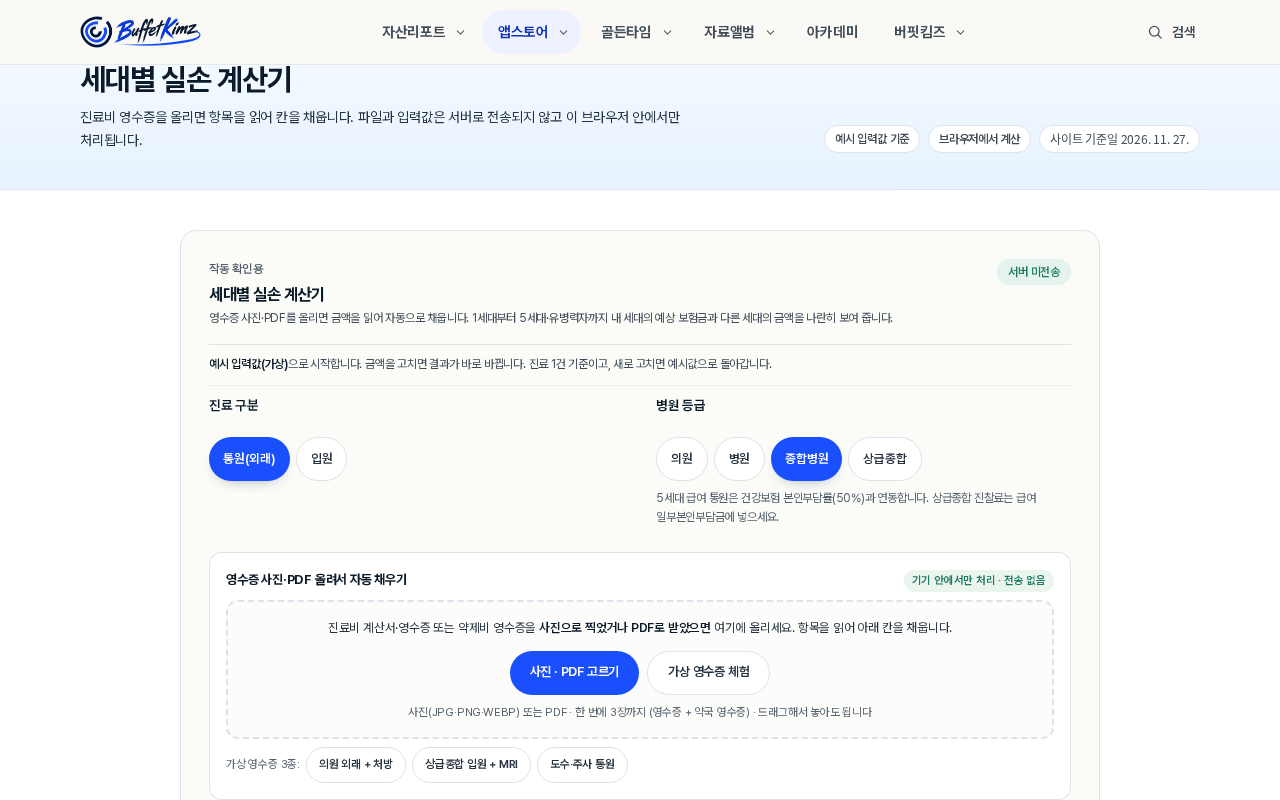 BuffetKimz
자산리포트
앱스토어
골든타임
자료앨범
아카데미
버핏킴즈
검색
세대별 실손 계산기
진료비 영수증을 올리면 항목을 읽어 칸을 채웁니다. 파일과 입력값은 서버로 전송되지 않고 이 브라우저 안에서만
처리됩니다.
예시 입력값 기준
브라우저에서 계산
사이트 기준일 2026. 11. 27.
작동 확인용
서버 미전송
세대별 실손 계산기
영수증 사진·PDF를 올리면 금액을 읽어 자동으로 채웁니다. 1세대부터 5세대·유병력자까지 내 세대의 예상 보험금과 다른 세대의 금액을 나란히 보여 줍니다.
예시 입력값(가상)으로 시작합니다. 금액을 고치면 결과가 바로 바뀝니다. 진료 1건 기준이고, 새로 고치면 예시값으로 돌아갑니다.
진료 구분
통원(외래)
입원
병원 등급
의원
병원
종합병원
상급종합
5세대 급여 통원은 건강보험 본인부담률(50%)과 연동합니다. 상급종합 진찰료는 급여
일부본인부담금에 넣으세요.
영수증 사진·PDF 올려서 자동 채우기
기기 안에서만 처리 · 전송 없음
진료비 계산서·영수증 또는 약제비 영수증을 사진으로 찍었거나 PDF로 받았으면 여기에 올리세요. 항목을 읽어 아래 칸을 채웁니다.
사진 · PDF 고르기
가상 영수증 체험
사진(JPG·PNG·WEBP) 또는 PDF · 한 번에 3장까지 (영수증 + 약국 영수증) · 드래그해서 놓아도 됩니다
가상 영수증 3종:
의원 외래 + 처방
상급종합 입원 + MRI
도수·주사 통원